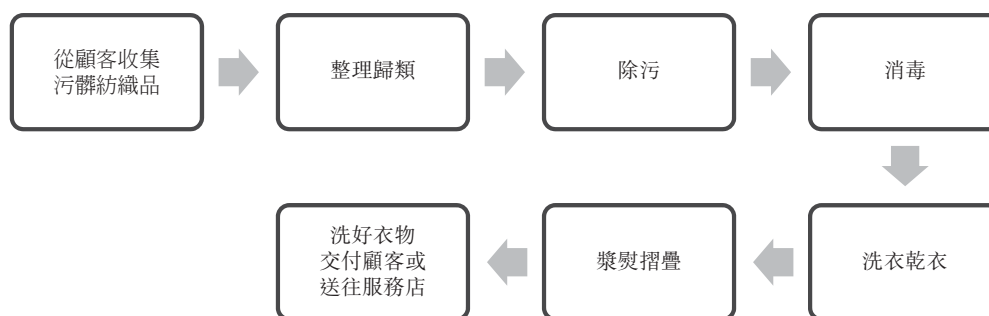 從顧客收集
污髒紡織品
整理歸類
除污
消毒
洗衣乾衣
漿熨摺疊
洗好衣物
交付顧客或
送往服務店